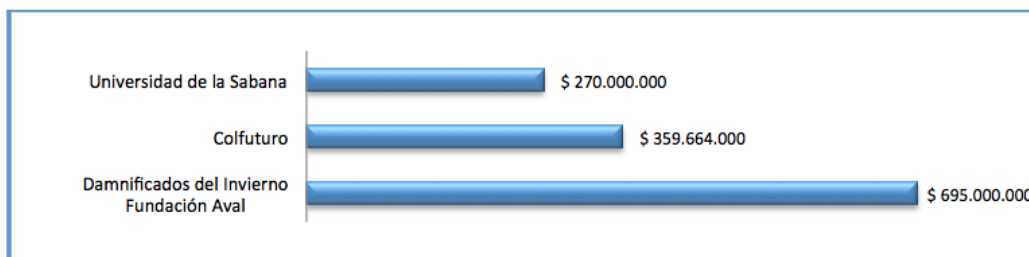 Universidad de la Sabana
$ 270.000.000
Colfuturo
$ 359.664.000
Damnificados del Invierno
Fundación Aval
$ 695.000.000